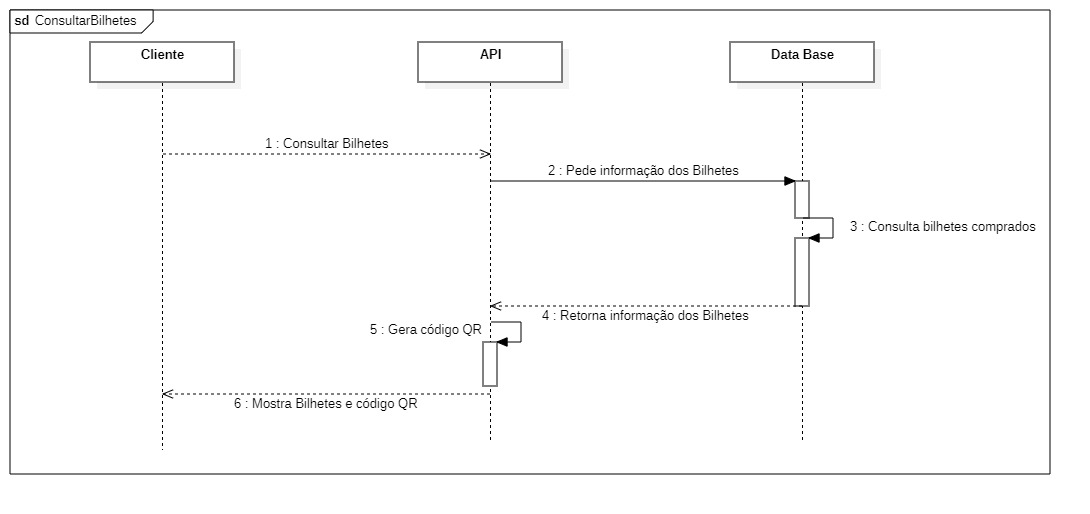 sd ConsultarBilhetes
Cliente
API
Data Base
1 : Consultar Bilhetes
2 : Pede informação dos Bilhetes
3 : Consulta bilhetes comprados
4 : Retorna informação dos Bilhetes
5 : Gera código QR
6 : Mostra Bilhetes e código QR